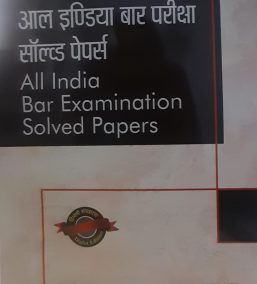 आल इण्डिया बार परीक्षा
सॉल्व्ड पेपर्स
All India
Bar Examination
Solved Papers